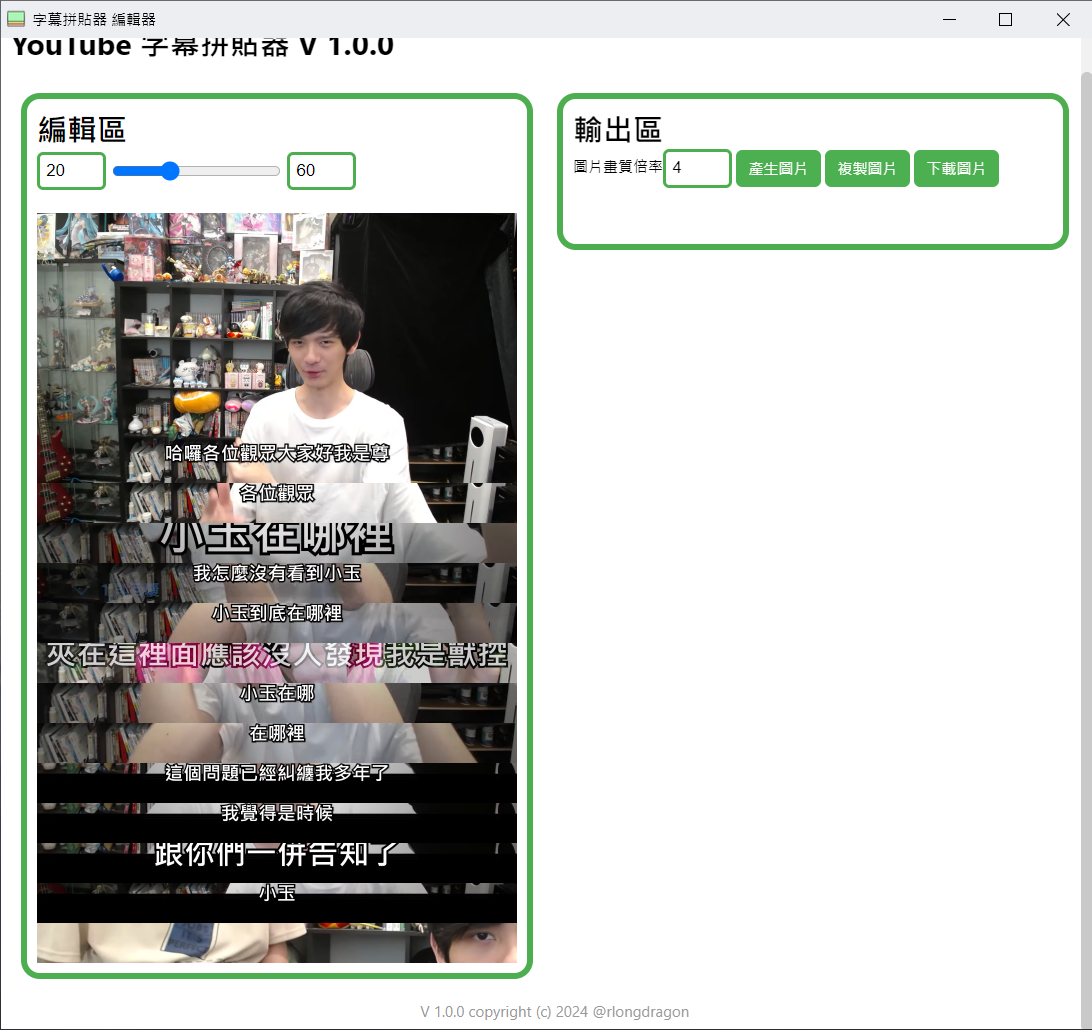 字幕拼貼器 編輯器
YouTube 字幕拼貼器 V 1.0.0
編輯區
20
60
哈囉各位觀眾大家好我是尊
各位觀眾
小玉在哪裡
我怎麼沒有看到小玉
小玉到底在哪裡
夾在這裡面應該沒人發現我是獸控
小玉在哪
在哪裡
這個問題已經糾纏我多年了
我覺得是時候
跟你們一併告知了
小玉
輸出區
圖片畫質倍率 4 產生圖片 複製圖片 下載圖片
V 1.0.0 copyright (c) 2024 @rlongdragon